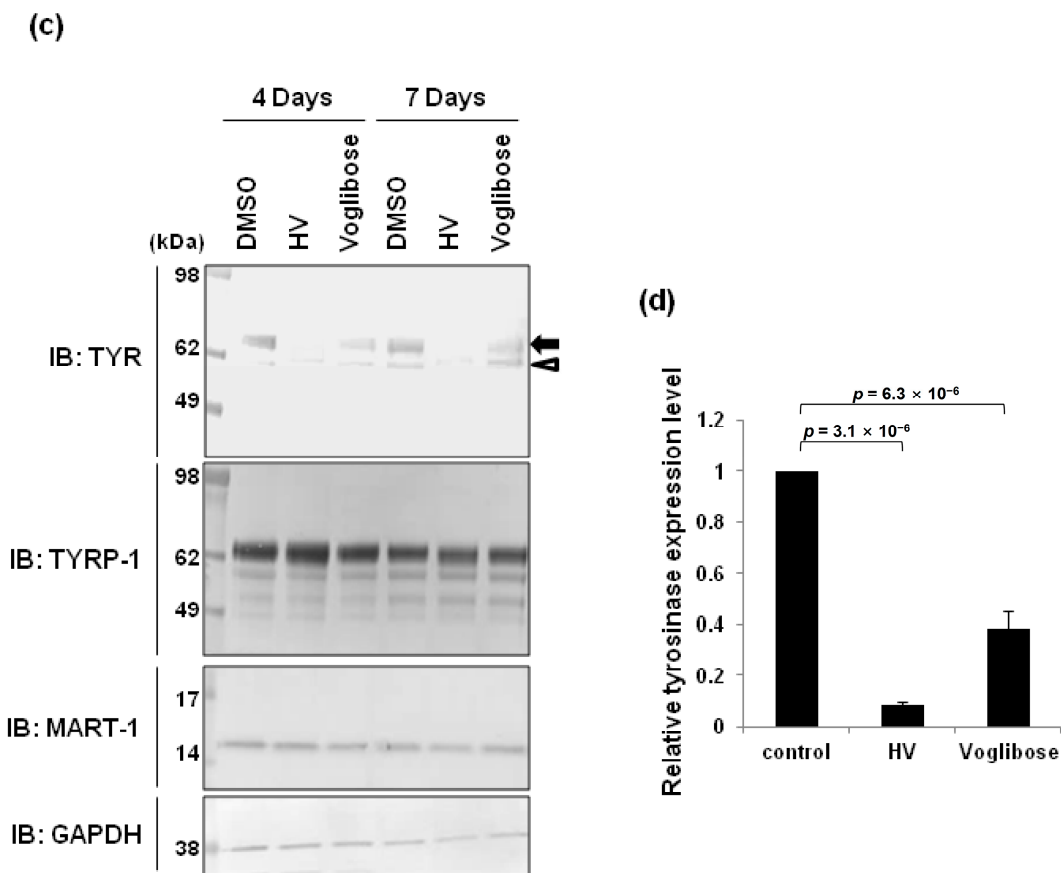 (c)
4 Days 7 Days
DMSO HV Voglibose DMSO HV Voglibose
(kDa)
98
IB: TYR 62
49
98
IB: TYRP-1 62
49
17
IB: MART-1
14
IB: GAPDH 38
(d)
p = 6.3 × 10⁻⁶
p = 3.1 × 10⁻⁶
Relative tyrosinase expression level
1.2
1
0.8
0.6
0.4
0.2
0
control HV Voglibose